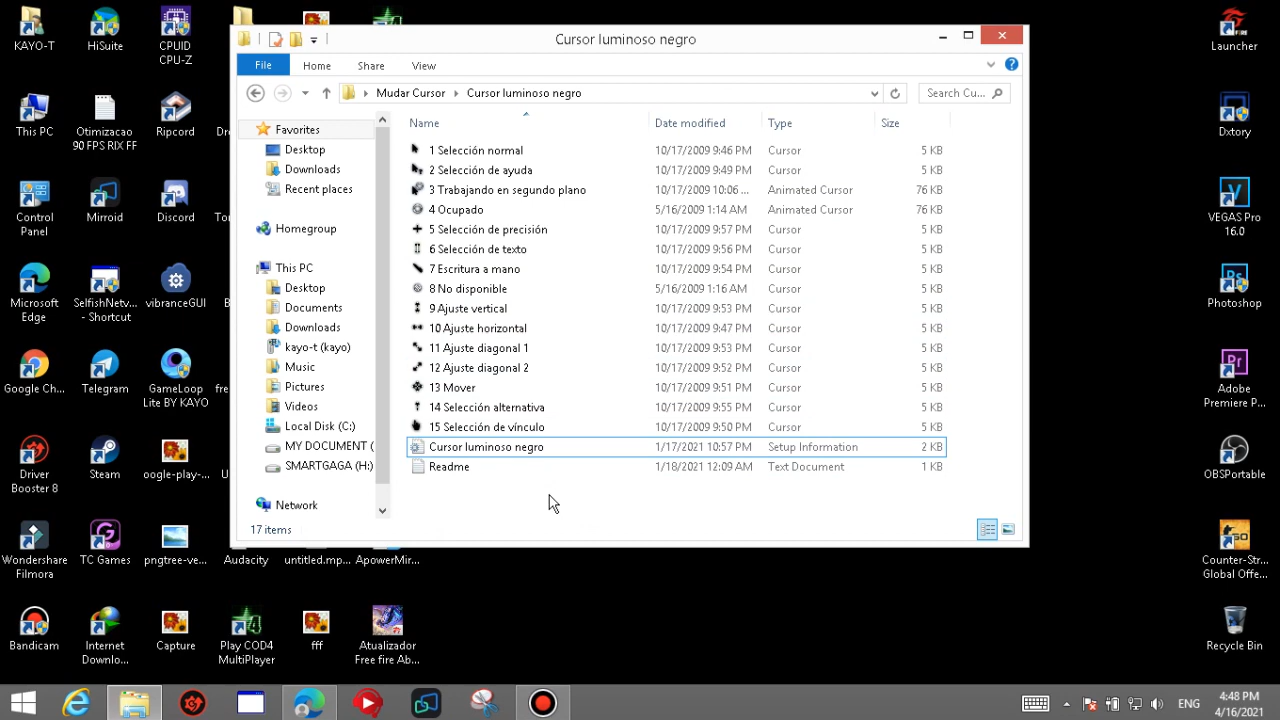 KAYO-T
HiSuite
CPUID
CPU-Z
This PC
Otimizacao
90 FPS RIX FF
Ripcord
Control
Panel
Mirroid
Discord
Microsoft
Edge
SelfishNetv...
- Shortcut
vibranceGUI
Google Ch...
Telegram
GameLoop
Lite BY KAYO
Driver
Booster 8
Steam
oogle-play-...
Wondershare
Filmora
TC Games
pngtree-ve...
Audacity
untitled.mp...
ApowerMir...
Bandicam
Internet
Downlo...
Capture
Play COD4
MultiPlayer
fff
Atualizador
Free fire Ab...
Cursor luminoso negro
File
Home
Share
View
Mudar Cursor
Cursor luminoso negro
Search Cu...
Favorites
Desktop
Downloads
Recent places
Homegroup
This PC
Desktop
Documents
Downloads
kayo-t (kayo)
Music
Pictures
Videos
Local Disk (C:)
MY DOCUMENT (
SMARTGAGA (H:)
Network
Name Date modified Type Size
1 Selección normal 10/17/2009 9:46 PM Cursor 5 KB
2 Selección de ayuda 10/17/2009 9:49 PM Cursor 5 KB
3 Trabajando en segundo plano 10/17/2009 10:06 ... Animated Cursor 76 KB
4 Ocupado 5/16/2009 1:14 AM Animated Cursor 76 KB
5 Selección de precisión 10/17/2009 9:57 PM Cursor 5 KB
6 Selección de texto 10/17/2009 9:56 PM Cursor 5 KB
7 Escritura a mano 10/17/2009 9:54 PM Cursor 5 KB
8 No disponible 5/16/2009 1:16 AM Cursor 5 KB
9 Ajuste vertical 10/17/2009 9:53 PM Cursor 5 KB
10 Ajuste horizontal 10/17/2009 9:47 PM Cursor 5 KB
11 Ajuste diagonal 1 10/17/2009 9:53 PM Cursor 5 KB
12 Ajuste diagonal 2 10/17/2009 9:52 PM Cursor 5 KB
13 Mover 10/17/2009 9:51 PM Cursor 5 KB
14 Selección alternativa 10/17/2009 9:55 PM Cursor 5 KB
15 Selección de vínculo 10/17/2009 9:50 PM Cursor 5 KB
Cursor luminoso negro 1/17/2021 10:57 PM Setup Information 2 KB
Readme 1/18/2021 12:09 AM Text Document 1 KB
17 items
Launcher
Dxtory
VEGAS Pro
16.0
Photoshop
Adobe
Premiere P...
OBSPortable
Counter-Str...
Global Offe...
Recycle Bin
ENG
4:48 PM
4/16/2021